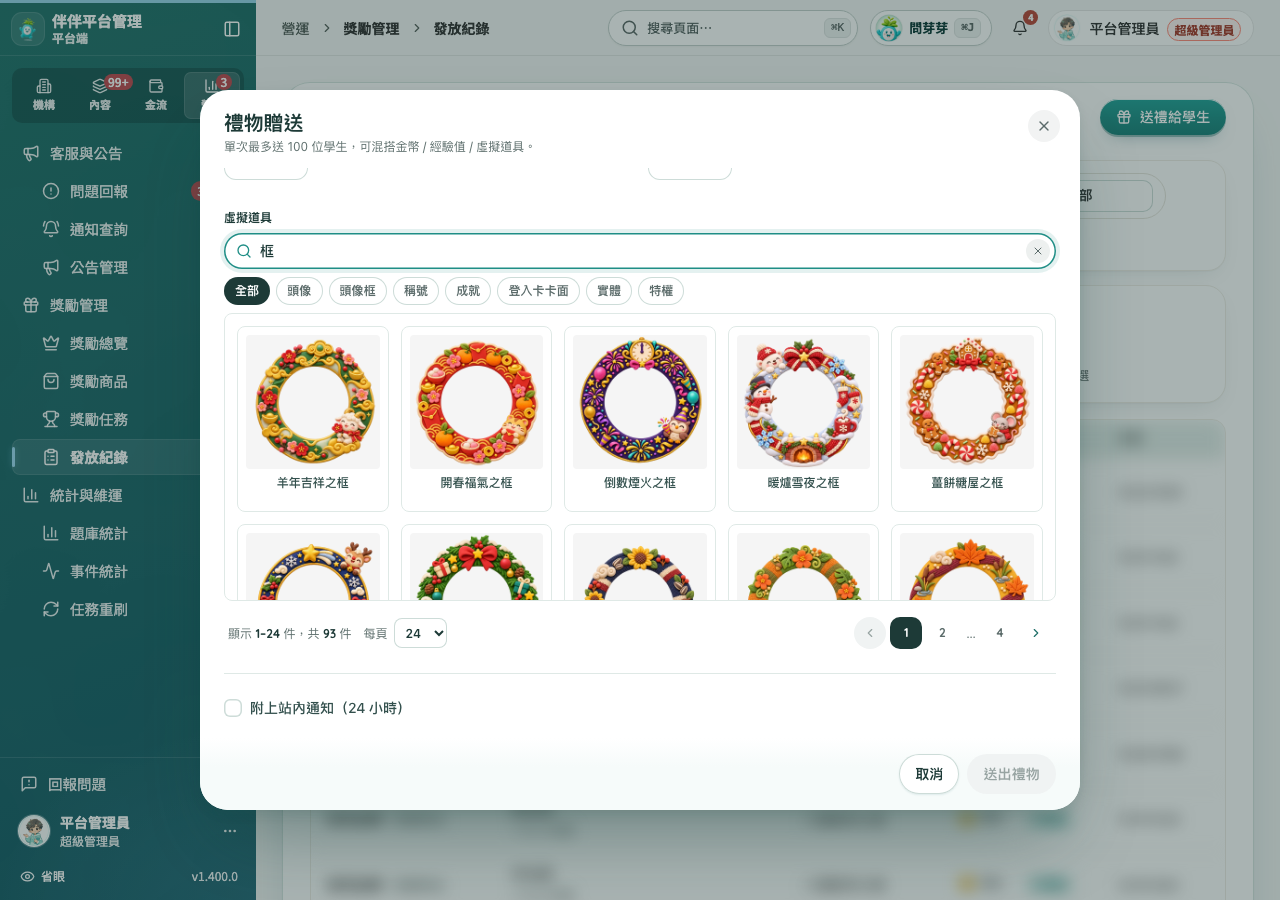 伴伴平台管理
平台端
機構
99+
內容
金流
3
客服與公告
問題回報
通知查詢
公告管理
獎勵管理
獎勵總覽
獎勵商品
獎勵任務
發放紀錄
統計與維運
題庫統計
事件統計
任務重刷
回報問題
平台管理員
超級管理員
省眼
v1.400.0
營運 > 獎勵管理 > 發放紀錄
搜尋頁面…
⌘K
問芽芽
⌘J
4
平台管理員
超級管理員
送禮給學生
部
選
禮物贈送
單次最多送 100 位學生，可混搭金幣 / 經驗值 / 虛擬道具。
虛擬道具
框
全部
頭像
頭像框
稱號
成就
登入卡卡面
實體
特權
羊年吉祥之框
開春福氣之框
倒數煙火之框
暖爐雪夜之框
薑餅糖屋之框
顯示 1–24 件，共 93 件
每頁
24
1
2
…
4
附上站內通知（24 小時）
取消
送出禮物